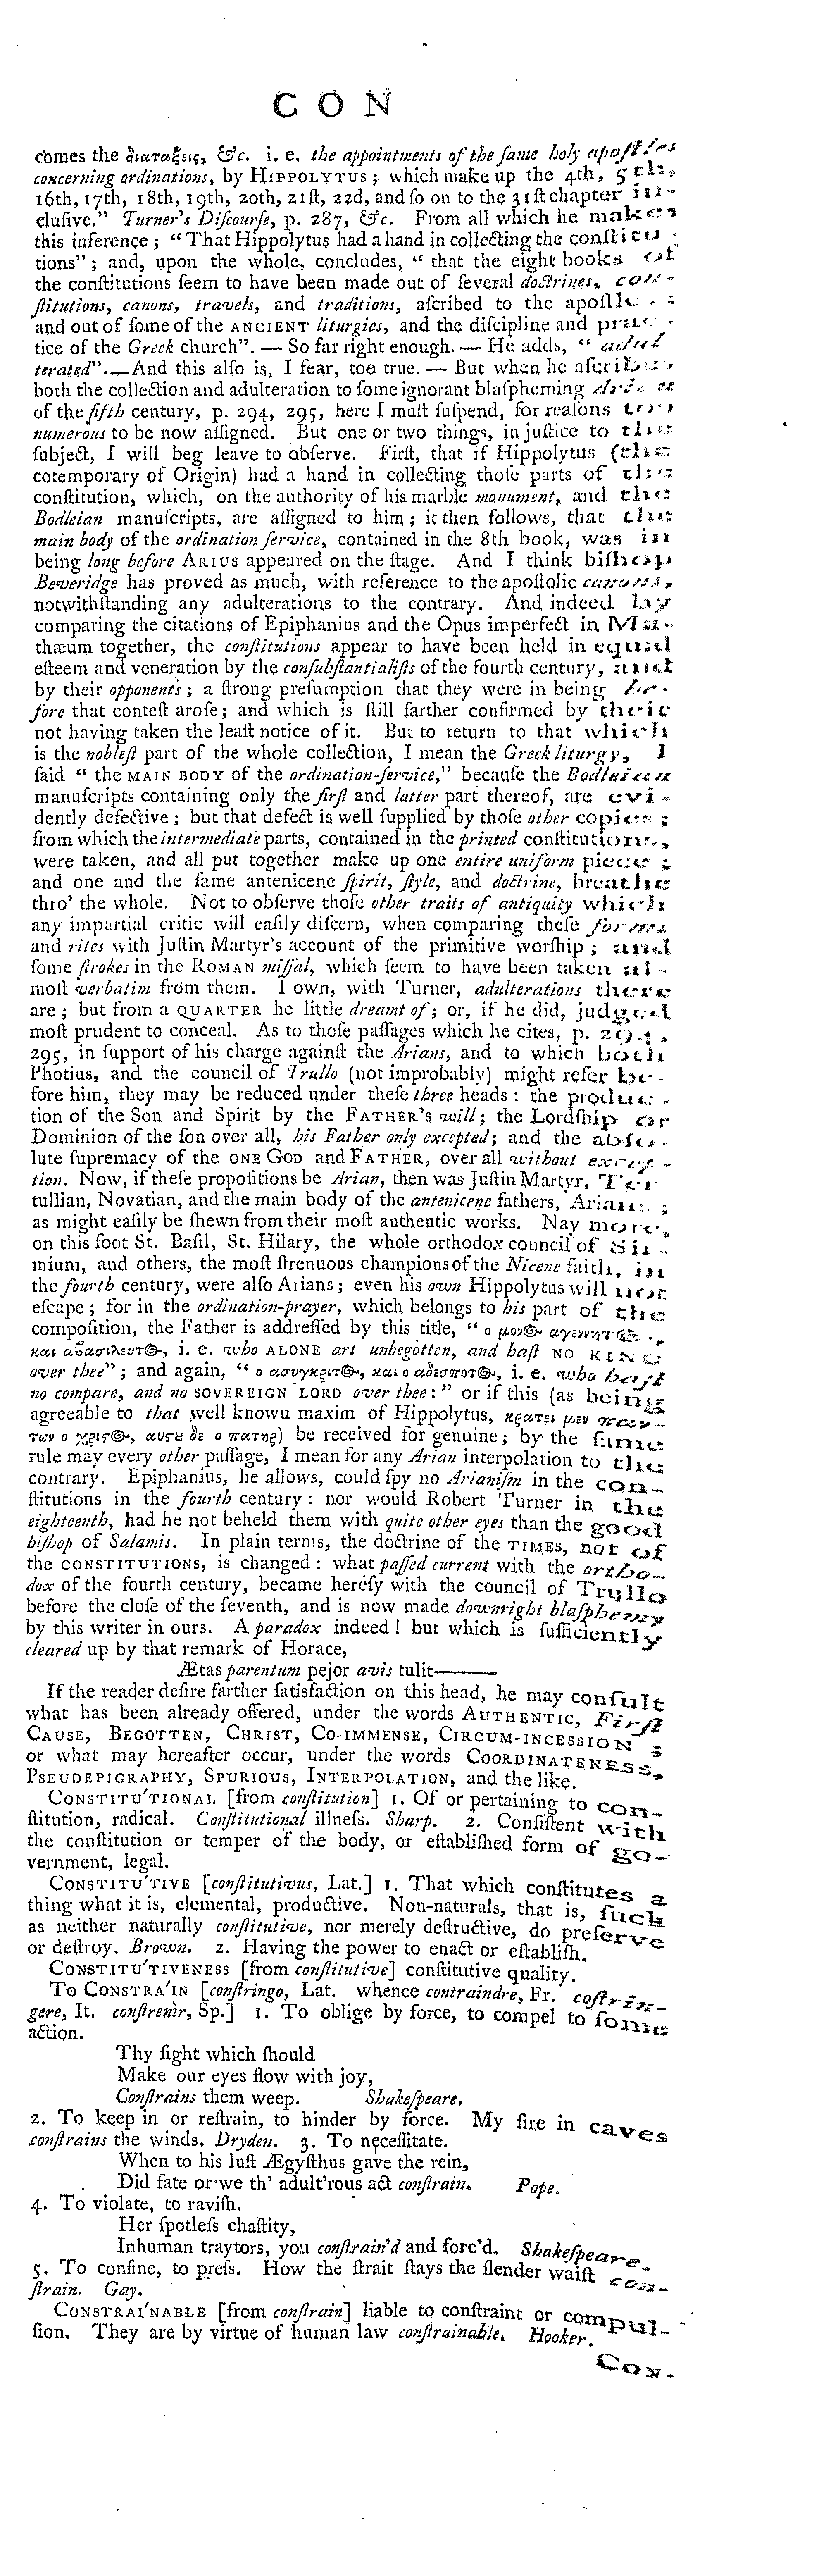 CON
comes the διαταξεις, &c. i. e. the appointments of the ſame holy apoſtles
concerning ordinations, by HIPPOLYTUS; which make up the 4th, 5th,
16th, 17th, 18th, 19th, 20th, 21ſt, 22d, and ſo on to the 31ſt chapter in-
cluſive." Turner's Diſcourſe, p. 287, &c. From all which he makes
this inference; "That Hippolytus had a hand in collecting the conſtitu-
tions"; and, upon the whole, concludes, "that the eight books of
the conſtitutions ſeem to have been made out of ſeveral doctrines, con-
ſtitutions, canons, travels, and traditions, aſcribed to the apoſtles;
and out of ſome of the ANCIENT liturgies, and the diſcipline and prac-
tice of the Greek church". — So far right enough. — He adds, "adul
terated".—And this alſo is, I fear, toe true. — But when he aſcribes
both the collection and adulteration to ſome ignorant blaſpheming Arian
of the fifth century, p. 294, 295, here I muſt ſuſpend, for reaſons too
numerous to be now aſſigned. But one or two things, in juſtice to the
ſubject, I will beg leave to obſerve. Firſt, that if Hippolytus (the
cotemporary of Origin) had a hand in collecting thoſe parts of the
conſtitution, which, on the authority of his marble monument, and the
Bodleian manuſcripts, are aſſigned to him; it then follows, that the
main body of the ordination ſervice, contained in the 8th book, was in
being long before ARIUS appeared on the ſtage. And I think biſhop
Beveridge has proved as much, with reference to the apoſtolic canons,
notwithſtanding any adulterations to the contrary. And indeed by
comparing the citations of Epiphanius and the Opus imperfect in Ma-
thæum together, the conſtitutions appear to have been held in equal
eſteem and veneration by the conſubſtantialiſts of the fourth century, and
by their opponents; a ſtrong preſumption that they were in being be-
fore that conteſt aroſe; and which is ſtill farther confirmed by their
not having taken the leaſt notice of it. But to return to that which
is the nobleſt part of the whole collection, I mean the Greek liturgy, I
ſaid "the MAIN BODY of the ordination-ſervice," becauſe the Bodleian
manuſcripts containing only the firſt and latter part thereof, are evi-
dently defective; but that defect is well ſupplied by thoſe other copies;
from which the intermediate parts, contained in the printed conſtitutions,
were taken, and all put together make up one entire uniform piece;
and one and the ſame antenicene ſpirit, ſtyle, and doctrine, breathe
thro' the whole. Not to obſerve thoſe other traits of antiquity which
any impartial critic will eaſily diſcern, when comparing theſe forms
and rites with Juſtin Martyr's account of the primitive worſhip; and
ſome ſtrokes in the ROMAN miſſal, which ſeem to have been taken al-
moſt verbatim from them. I own, with Turner, adulterations there
are; but from a QUARTER he little dreamt of; or, if he did, judged
moſt prudent to conceal. As to thoſe paſſages which he cites, p. 294,
295, in ſupport of his charge againſt the Arians, and to which both
Photius, and the council of Trullo (not improbably) might refer be-
fore him, they may be reduced under theſe three heads: the produc-
tion of the Son and Spirit by the FATHER'S will; the Lordſhip or
Dominion of the ſon over all, his Father only excepted; and the abſo-
lute ſupremacy of the ONE GOD and FATHER, over all without excep-
tion. Now, if theſe propoſitions be Arian, then was Juſtin Martyr, Ter
tullian, Novatian, and the main body of the antenicene fathers, Arians;
as might eaſily be ſhewn from their moſt authentic works. Nay more,
on this foot St. Baſil, St. Hilary, the whole orthodox council of Sir-
mium, and others, the moſt ſtrenuous champions of the Nicene faith, in
the fourth century, were alſo Arians; even his own Hippolytus will not
eſcape; for in the ordination-prayer, which belongs to his part of the
compoſition, the Father is addreſſed by this title, "ο μονος αγεννητος,
και αβασιλευτος, i. e. who ALONE art unbegotten, and haſt NO KING
over thee"; and again, "ο ασυγκριτος, και ο αδεσποτος, i. e. who haſt
no compare, and no SOVEREIGN LORD over thee:" or if this (as being
agreeable to that well knowu maxim of Hippolytus, κρατει μεν παν-
των ο χριστος, αυτου δε ο πατηρ) be received for genuine; by the ſame
rule may every other paſſage, I mean for any Arian interpolation to the
contrary. Epiphanius, he allows, could ſpy no Arianiſm in the con-
ſtitutions in the fourth century: nor would Robert Turner in the
eighteenth, had he not beheld them with quite other eyes than the good
biſhop of Salamis. In plain terms, the doctrine of the TIMES, not of
the CONSTITUTIONS, is changed: what paſſed current with the ortho-
dox of the fourth century, became hereſy with the council of Trullo
before the cloſe of the ſeventh, and is now made downright blaſphemy
by this writer in ours. A paradox indeed! but which is ſufficiently
cleared up by that remark of Horace,
Ætas parentum pejor avis tulit———
If the reader deſire farther ſatisfaction on this head, he may conſult
what has been already offered, under the words AUTHENTIC, Firſt
CAUSE, BEGOTTEN, CHRIST, CO-IMMENSE, CIRCUM-INCESSION;
or what may hereafter occur, under the words COORDINATENESS,
PSEUDEPIGRAPHY, SPURIOUS, INTERPOLATION, and the like.
CONSTITU'TIONAL [from conſtitution] 1. Of or pertaining to con-
ſtitution, radical. Conſtitutional illneſs. Sharp. 2. Conſiſtent with
the conſtitution or temper of the body, or eſtabliſhed form of go-
vernment, legal.
CONSTITU'TIVE [conſtitutivus, Lat.] 1. That which conſtitutes a
thing what it is, elemental, productive. Non-naturals, that is, ſuch
as neither naturally conſtitutive, nor merely deſtructive, do preſerve
or deſtroy. Brown. 2. Having the power to enact or eſtabliſh.
CONSTITU'TIVENESS [from conſtitutive] conſtitutive quality.
To CONSTRA'IN [conſtringo, Lat. whence contraindre, Fr. coſtrin-
gere, It. conſtrenir, Sp.] 1. To oblige by force, to compel to ſome
action.
Thy ſight which ſhould
Make our eyes flow with joy,
Conſtrains them weep. Shakeſpeare.
2. To keep in or reſtrain, to hinder by force. My fire in caves
conſtrains the winds. Dryden. 3. To neceſſitate.
When to his luſt Ægyſthus gave the rein,
Did fate or we th' adult'rous act conſtrain. Pope.
4. To violate, to raviſh.
Her ſpotleſs chaſtity,
Inhuman traytors, you conſtrain'd and forc'd. Shakeſpeare.
5. To confine, to preſs. How the ſtrait ſtays the ſlender waiſt con-
ſtrain. Gay.
CONSTRAI'NABLE [from conſtrain] liable to conſtraint or compul-
ſion. They are by virtue of human law conſtrainable. Hooker.
CON-